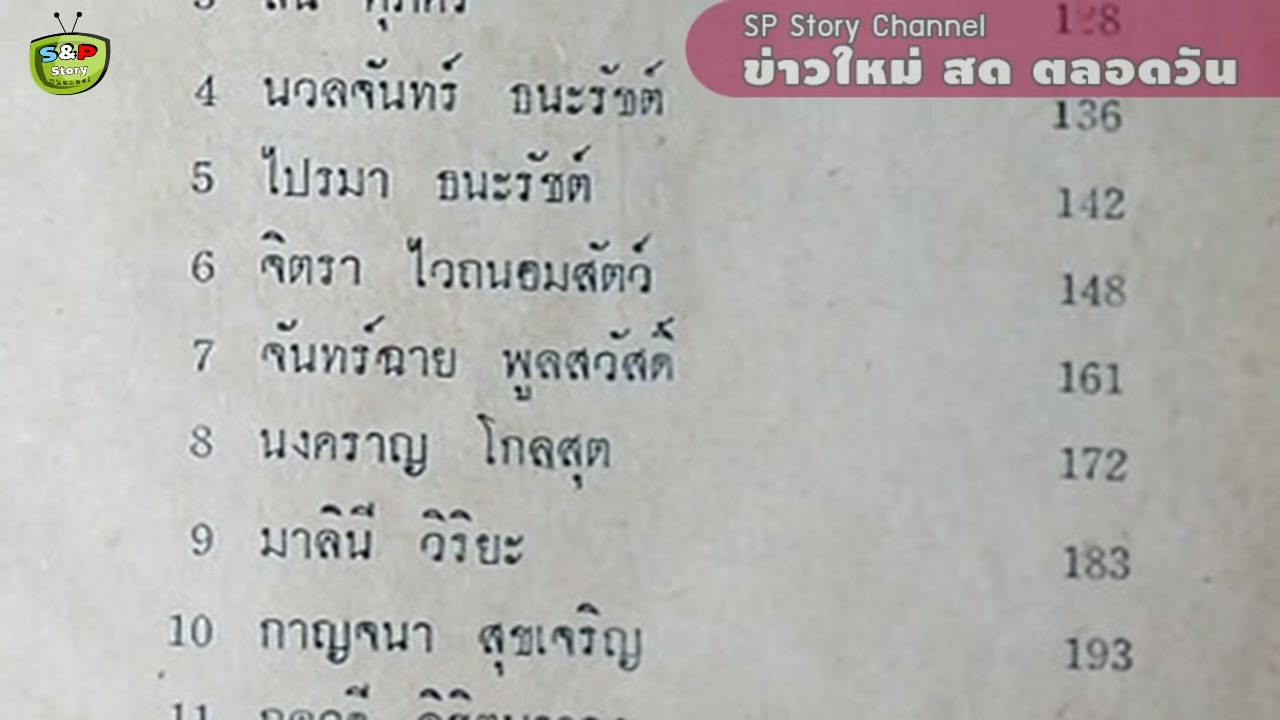 S&P
Story
SP Story Channel
ข่าวใหม่ สด ตลอดวัน
128
4 นวลจันทร์ ธนะรัชต์ 136
5 ไปรมา ธนะรัชต์ 142
6 จิตรา ไวถนอมสัตว์ 148
7 จันทร์ฉาย พูลสวัสดิ์ 161
8 นงคราญ โกลสุต 172
9 มาลินี วิริยะ 183
10 กาญจนา สุขเจริญ 193
11